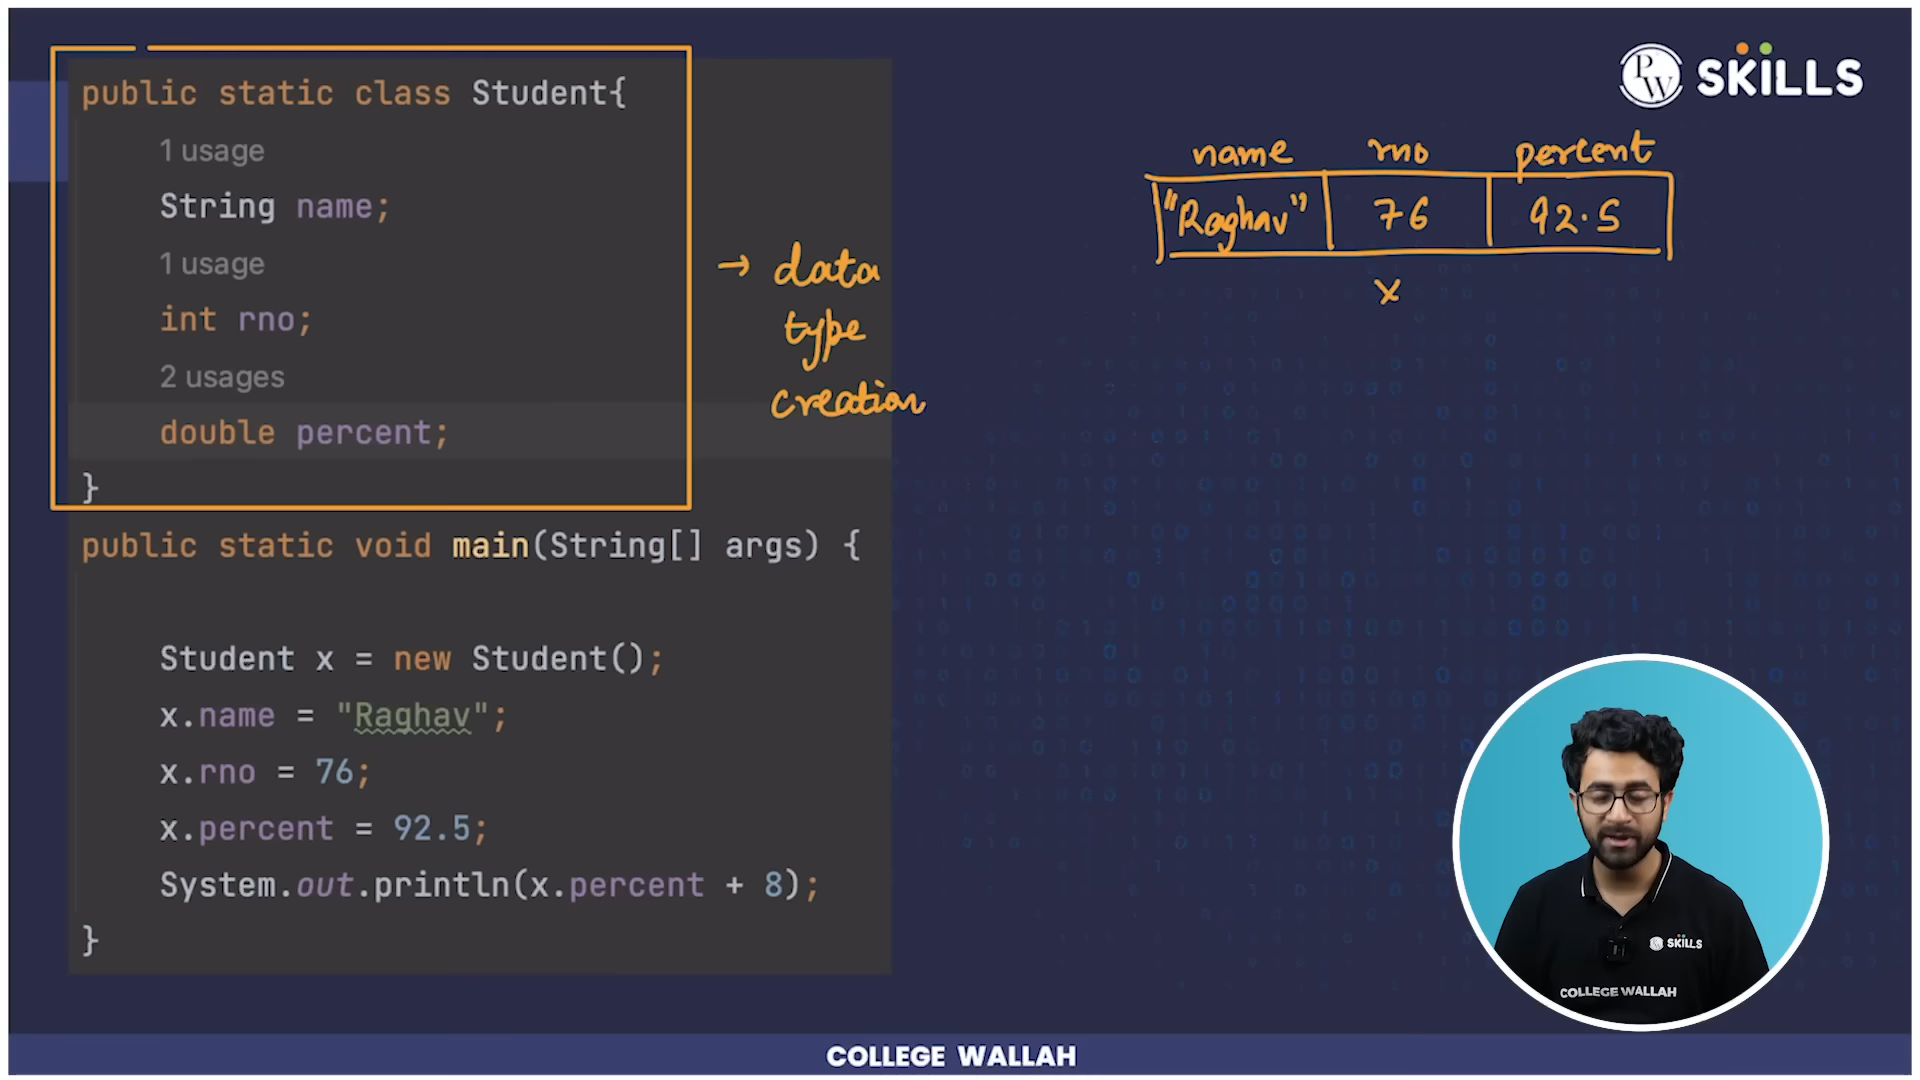 public static class Student{
1 usage
String name;
1 usage
int rno;
2 usages
double percent;
}
public static void main(String[] args) {
Student x = new Student();
x.name = "Raghav";
x.rno = 76;
x.percent = 92.5;
System.out.println(x.percent + 8);
}
→ data
type
creation
PW SKILLS
name rno percent
"Raghav" 76 92.5
x
SKILLS
COLLEGE WALLAH
COLLEGE WALLAH